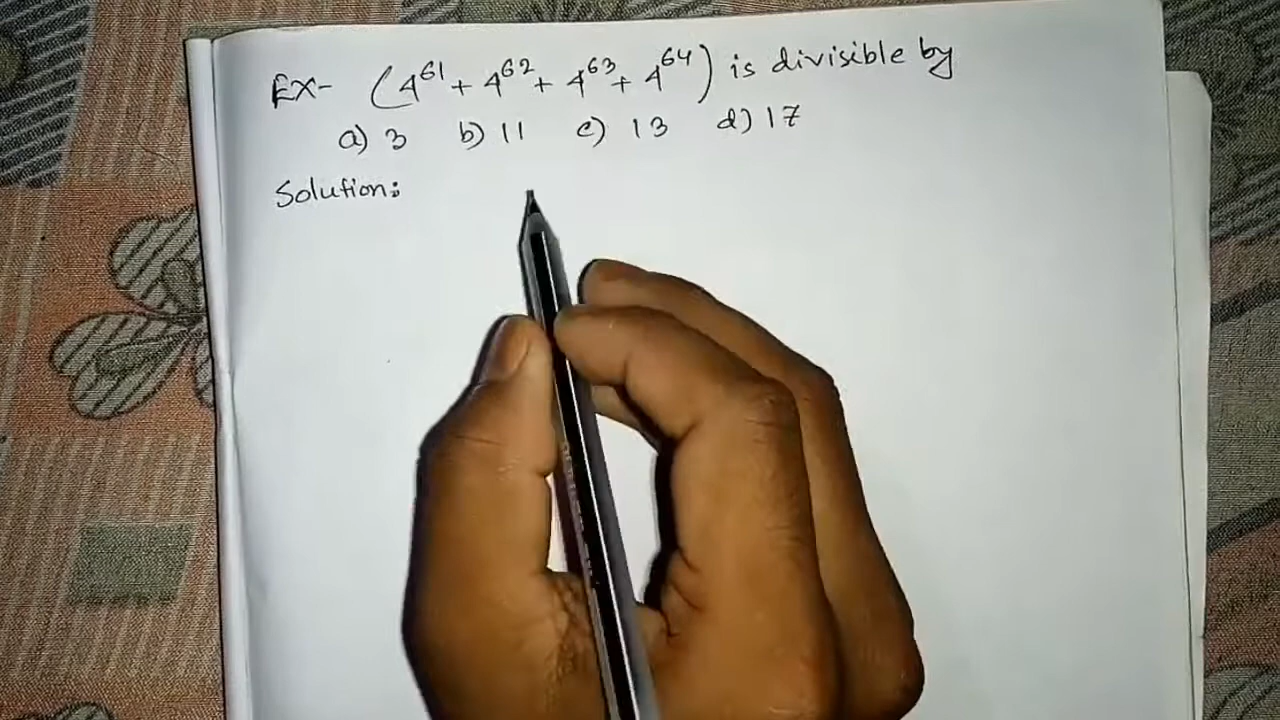 Ex- (4^61 + 4^62 + 4^63 + 4^64) is divisible by
a) 3 b) 11 c) 13 d) 17
Solution: